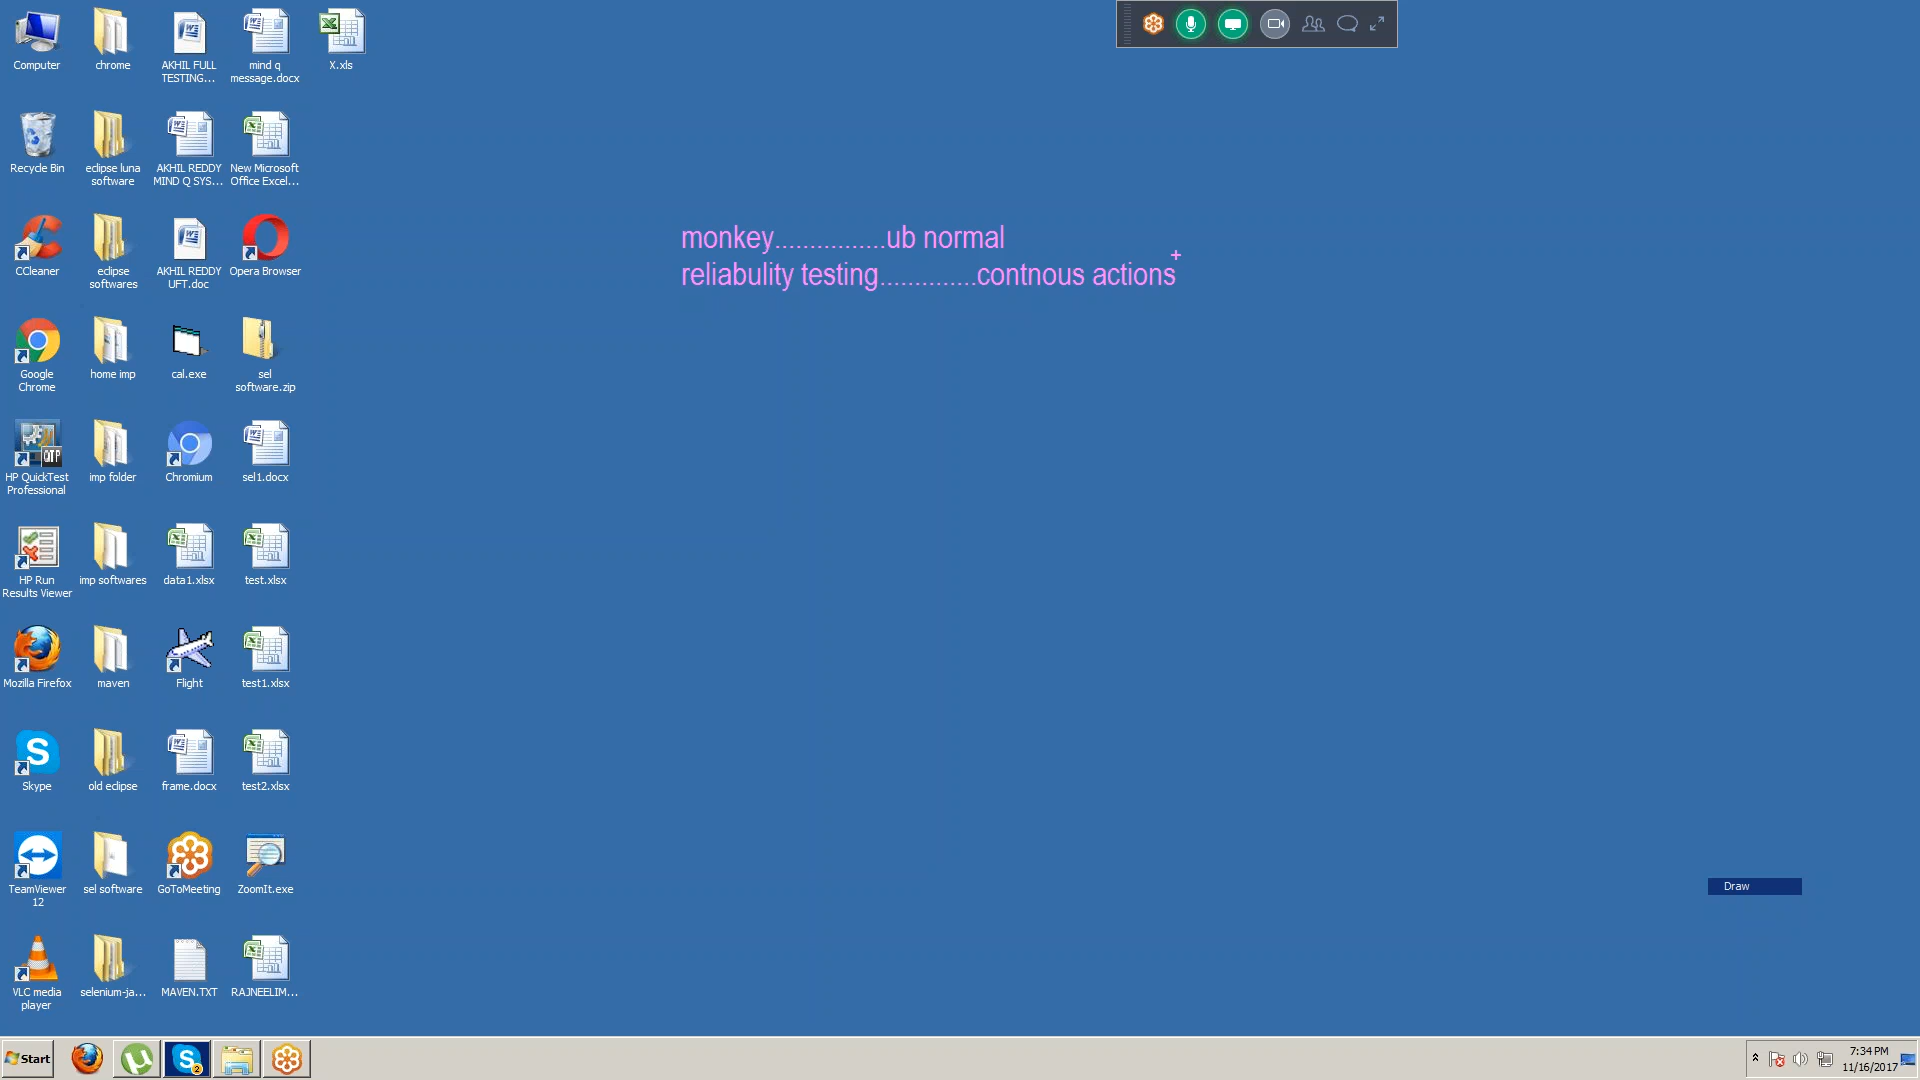 Computer
chrome
AKHIL FULL
TESTING...
mind q
message.docx
X.xls
Recycle Bin
eclipse luna
software
AKHIL REDDY
MIND Q SYS...
New Microsoft
Office Excel...
monkey................ub normal
reliabulity testing..............contnous actions
CCleaner
eclipse
softwares
AKHIL REDDY
UFT.doc
Opera Browser
Google
Chrome
home imp
cal.exe
sel
software.zip
QTP
HP QuickTest
Professional
imp folder
Chromium
sel1.docx
HP Run
Results Viewer
imp softwares
data1.xlsx
test.xlsx
Mozilla Firefox
maven
Flight
test1.xlsx
Skype
old eclipse
frame.docx
test2.xlsx
TeamViewer
12
sel software
GoToMeeting
ZoomIt.exe
Draw
VLC media
player
selenium-ja...
MAVEN.TXT
RAJNEELIM...
Start
2
7:34 PM
11/16/2017